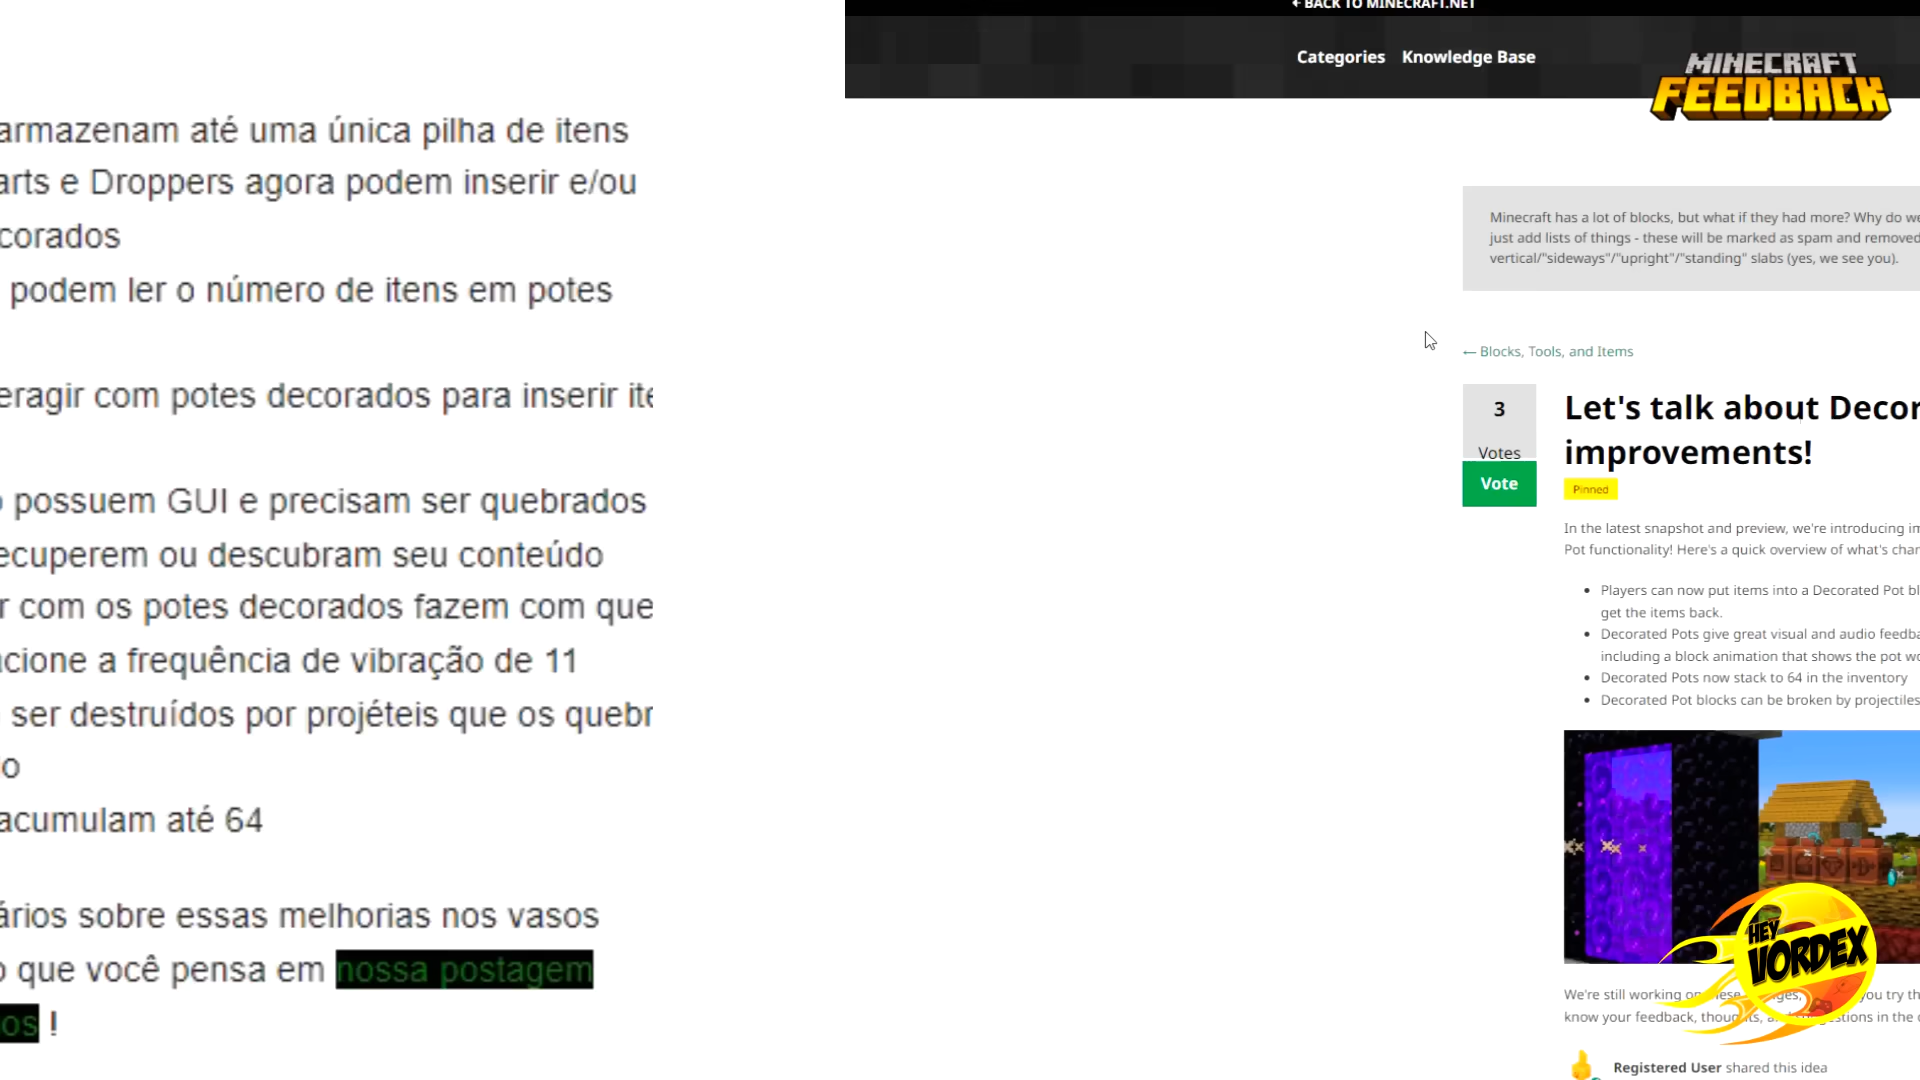 armazenam até uma única pilha de itens
arts e Droppers agora podem inserir e/ou
corados
podem ler o número de itens em potes
eragir com potes decorados para inserir ite
possuem GUI e precisam ser quebrados
ecuperem ou descubram seu conteúdo
r com os potes decorados fazem com que
cione a frequência de vibração de 11
ser destruídos por projéteis que os quebr
o
acumulam até 64
ários sobre essas melhorias nos vasos
o que você pensa em nossa postagem
os !
← BACK TO MINECRAFT.NET
Categories Knowledge Base
MINECRAFT
FEEDBACK
Minecraft has a lot of blocks, but what if they had more? Why do we
just add lists of things - these will be marked as spam and removed
vertical/"sideways"/"upright"/"standing" slabs (yes, we see you).
← Blocks, Tools, and Items
3
Votes
Vote
Let's talk about Decor
improvements!
Pinned
In the latest snapshot and preview, we're introducing im
Pot functionality! Here's a quick overview of what's chan
• Players can now put items into a Decorated Pot bl
get the items back.
• Decorated Pots give great visual and audio feedba
including a block animation that shows the pot wo
• Decorated Pots now stack to 64 in the inventory
• Decorated Pot blocks can be broken by projectiles
HEY
VORDEX
We're still working on these you try th
know your feedback, in the c
Registered User shared this idea